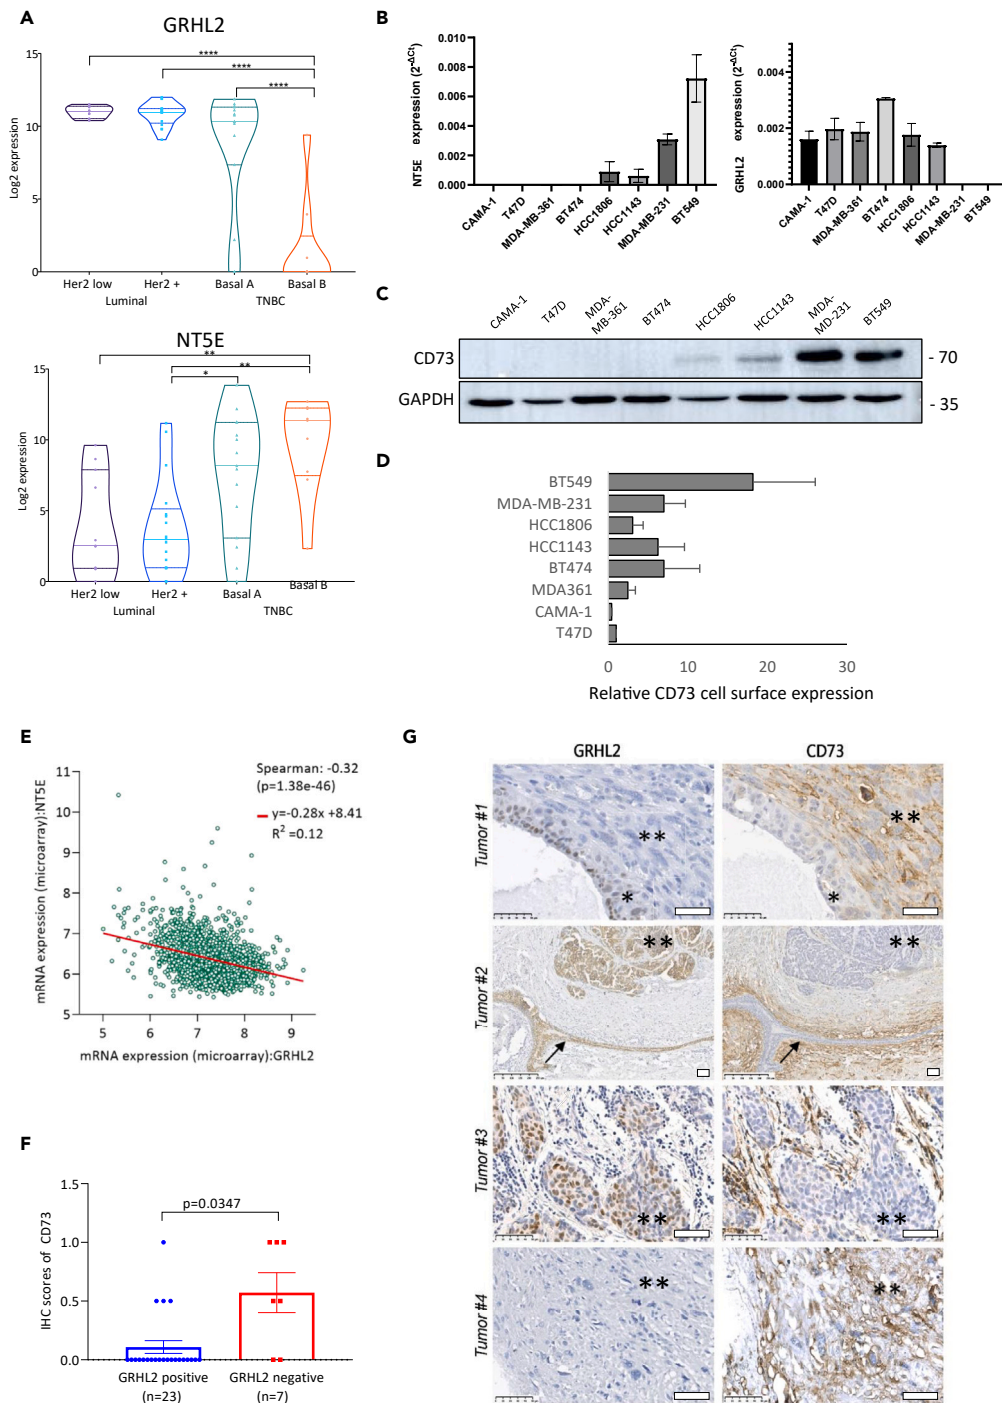 A
GRHL2
****
****
****
15
10
5
0
Log2 expression
Her2 low
Her2 +
Basal A
Basal B
Luminal
TNBC
NT5E
**
**
*
15
10
5
0
Log2 expression
Her2 low
Her2 +
Basal A
Basal B
Luminal
TNBC
B
NT5E expression (2-ΔCt)
0.010
0.008
0.006
0.004
0.002
0.000
CAMA-1
T47D
MDA-MB-361
BT474
HCC1806
HCC1143
MDA-MB-231
BT549
GRHL2 expression (2-ΔCt)
0.004
0.002
0.000
CAMA-1
T47D
MDA-MB-361
BT474
HCC1806
HCC1143
MDA-MB-231
BT549
C
CAMA-1
T47D
MDA-
MB-361
BT474
HCC1806
HCC1143
MDA-
MD-231
BT549
CD73
- 70
GAPDH
- 35
D
BT549
MDA-MB-231
HCC1806
HCC1143
BT474
MDA361
CAMA-1
T47D
0
10
20
30
Relative CD73 cell surface expression
E
mRNA expression (microarray):NT5E
11
10
9
8
7
6
5
Spearman: -0.32
(p=1.38e-46)
y=-0.28x +8.41
R2 =0.12
5
6
7
8
9
mRNA expression (microarray):GRHL2
F
IHC scores of CD73
1.5
1.0
0.5
0.0
p=0.0347
GRHL2 positive
(n=23)
GRHL2 negative
(n=7)
G
GRHL2
CD73
Tumor #1
**
*
**
*
Tumor #2
**
**
Tumor #3
**
**
Tumor #4
**
**